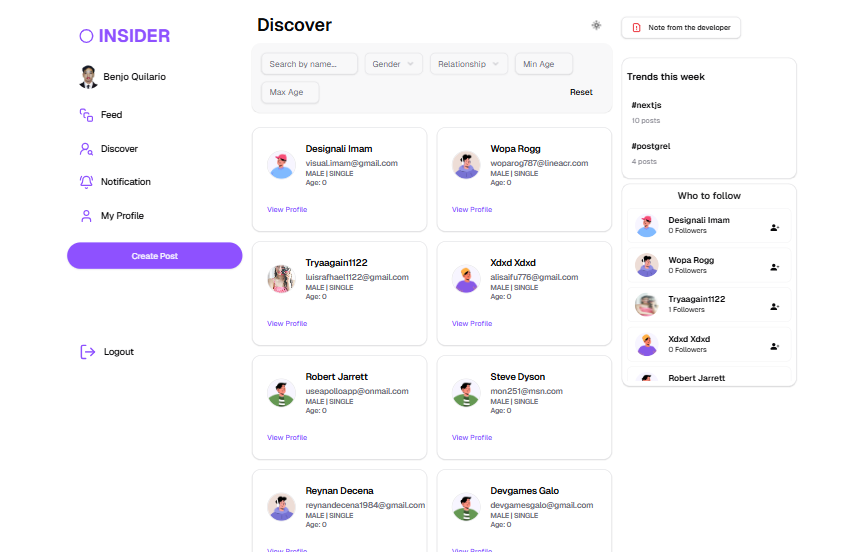 INSIDER
Benjo Quilario
Feed
Discover
Notification
My Profile
Create Post
Logout
Discover
Search by name...
Gender
Relationship
Min Age
Max Age
Reset
Designali Imam
visual.imam@gmail.com
MALE | SINGLE
Age: 0
View Profile
Wopa Rogg
woparog787@lineacr.com
MALE | SINGLE
Age: 0
View Profile
Tryaagain1122
luisrafhael1122@gmail.com
MALE | SINGLE
Age: 0
View Profile
Xdxd Xdxd
alisaifu776@gmail.com
MALE | SINGLE
Age: 0
View Profile
Robert Jarrett
useapolloapp@onmail.com
MALE | SINGLE
Age: 0
View Profile
Steve Dyson
mon251@msn.com
MALE | SINGLE
Age: 0
View Profile
Reynan Decena
reynandecena1984@gmail.com
MALE | SINGLE
Age: 0
View Profile
Devgames Galo
devgamesgalo@gmail.com
MALE | SINGLE
Age: 0
View Profile
Note from the developer
Trends this week
#nextjs
10 posts
#postgrel
4 posts
Who to follow
Designali Imam
0 Followers
Wopa Rogg
0 Followers
Tryaagain1122
1 Followers
Xdxd Xdxd
0 Followers
Robert Jarrett